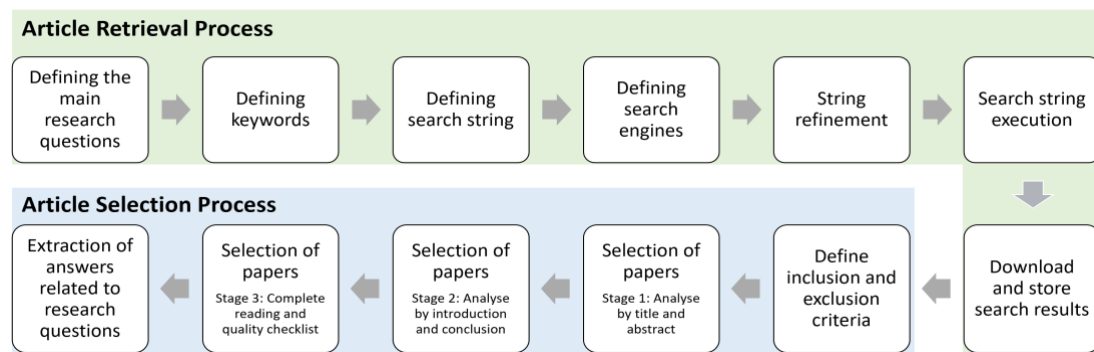 Article Retrieval Process
Defining the
main
research
questions
Defining
keywords
Defining
search string
Defining
search
engines
String
refinement
Search string
execution
Download
and store
search results
Article Selection Process
Define
inclusion and
exclusion
criteria
Selection of
papers
Stage 1: Analyse
by title and
abstract
Selection of
papers
Stage 2: Analyse
by introduction
and conclusion
Selection of
papers
Stage 3: Complete
reading and
quality checklist
Extraction of
answers
related to
research
questions